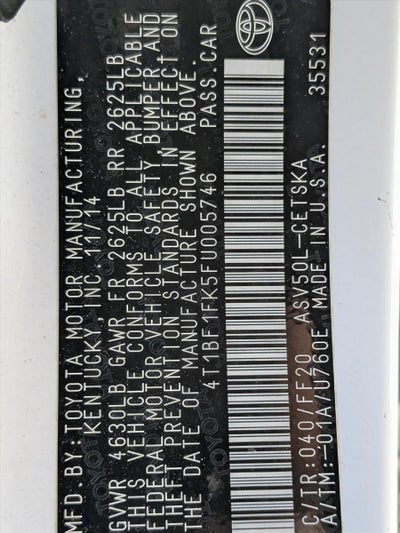 MFD.BY:TOYOTA MOTOR MANUFACTURING,
KENTUCKY, INC. 11/14
GVWR 4630LB GAWR FR 2625LB RR 2625LB
THIS VEHICLE CONFORMS TO ALL APPLICABLE
FEDERAL MOTOR VEHICLE SAFETY, BUMPER AND
THEFT PREVENTION STANDARDS IN EFFECT ON
THE DATE OF MANUFACTURE SHOWN ABOVE.
4T1BF1FK5FU005746 PASS.CAR
C/TR:040/FF20 ASV50L-CETSKA
A/TM:-01A/U760E MADE IN U.S.A. 35531